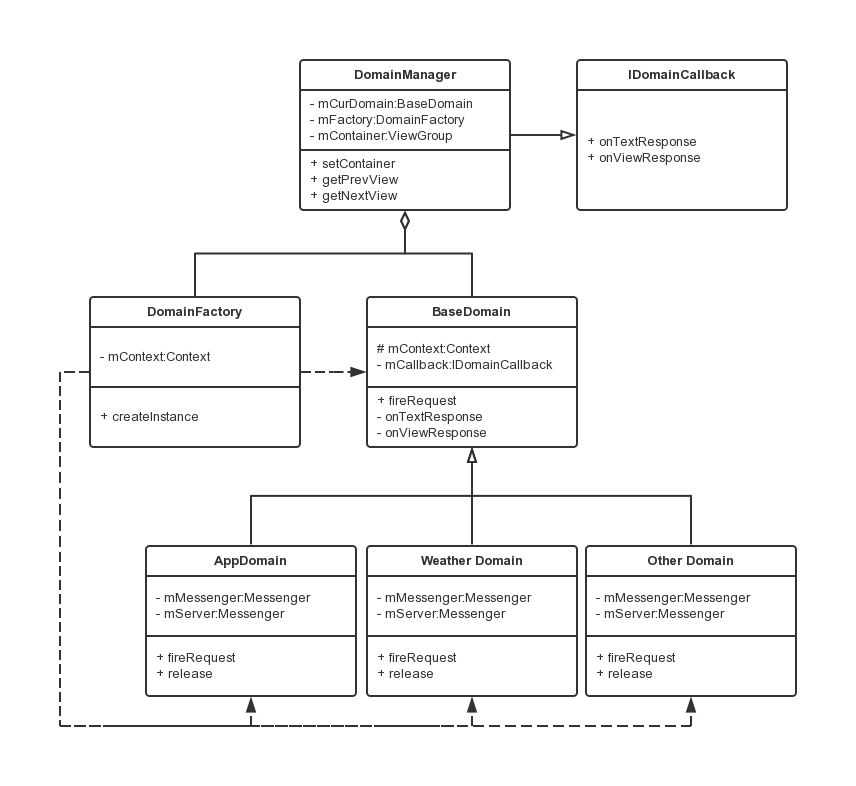 DomainManager
- mCurDomain:BaseDomain
- mFactory:DomainFactory
- mContainer:ViewGroup
+ setContainer
+ getPrevView
+ getNextView
IDomainCallback
+ onTextResponse
+ onViewResponse
DomainFactory
- mContext:Context
+ createInstance
BaseDomain
# mContext:Context
- mCallback:IDomainCallback
+ fireRequest
- onTextResponse
- onViewResponse
AppDomain
- mMessenger:Messenger
- mServer:Messenger
+ fireRequest
+ release
Weather Domain
- mMessenger:Messenger
- mServer:Messenger
+ fireRequest
+ release
Other Domain
- mMessenger:Messenger
- mServer:Messenger
+ fireRequest
+ release